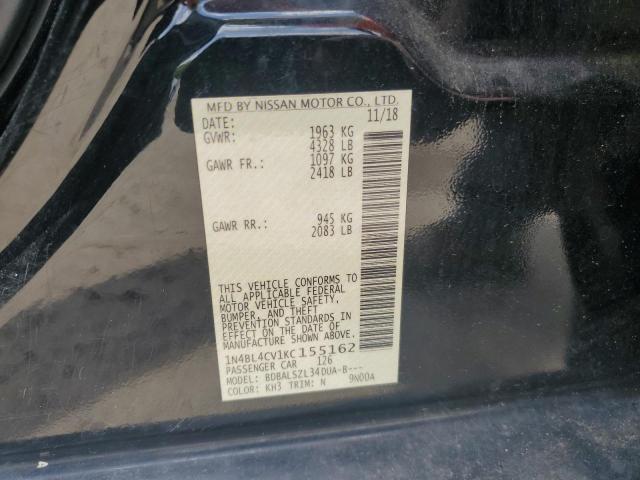 MFD BY NISSAN MOTOR CO., LTD.
DATE: 11/18
GVWR: 1963 KG
4328 LB
GAWR FR.: 1097 KG
2418 LB
GAWR RR.: 945 KG
2083 LB
THIS VEHICLE CONFORMS TO
ALL APPLICABLE FEDERAL
MOTOR VEHICLE SAFETY,
BUMPER, AND THEFT
PREVENTION STANDARDS IN
EFFECT ON THE DATE OF
MANUFACTURE SHOWN ABOVE.
1N4BL4CV1KC155162
PASSENGER CAR 126
MODEL: BDBALSZL34DUA-B---
COLOR: KH3 TRIM: N 9N00A